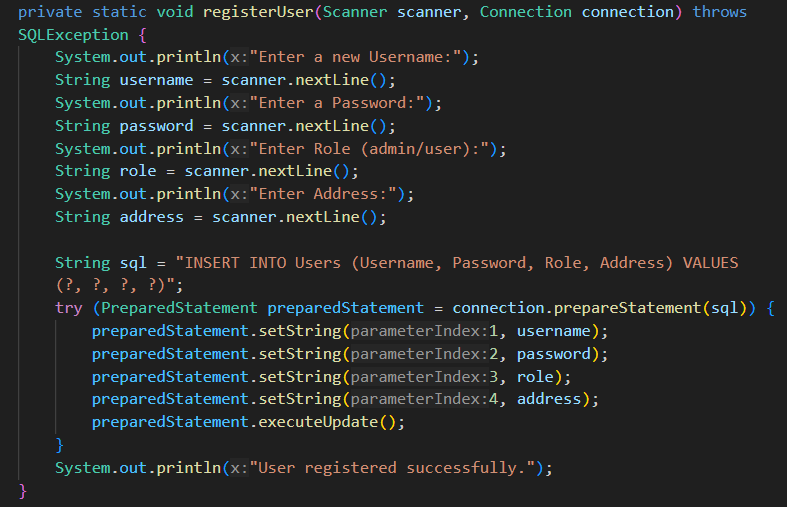 private static void registerUser(Scanner scanner, Connection connection) throws
SQLException {
System.out.println(x:"Enter a new Username:");
String username = scanner.nextLine();
System.out.println(x:"Enter a Password:");
String password = scanner.nextLine();
System.out.println(x:"Enter Role (admin/user):");
String role = scanner.nextLine();
System.out.println(x:"Enter Address:");
String address = scanner.nextLine();
String sql = "INSERT INTO Users (Username, Password, Role, Address) VALUES
(?, ?, ?, ?)";
try (PreparedStatement preparedStatement = connection.prepareStatement(sql)) {
preparedStatement.setString(parameterIndex:1, username);
preparedStatement.setString(parameterIndex:2, password);
preparedStatement.setString(parameterIndex:3, role);
preparedStatement.setString(parameterIndex:4, address);
preparedStatement.executeUpdate();
}
System.out.println(x:"User registered successfully.");
}